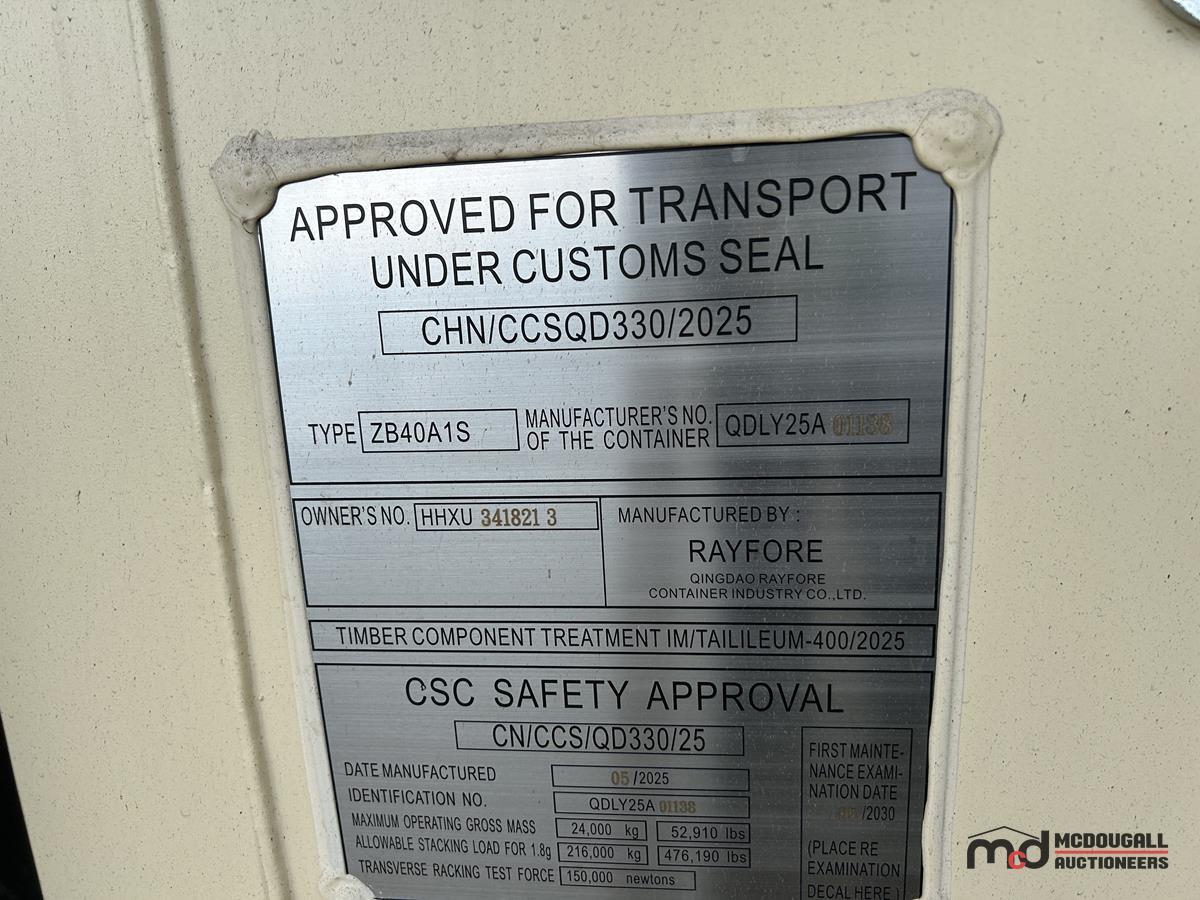 APPROVED FOR TRANSPORT
UNDER CUSTOMS SEAL
CHN/CCSQD330/2025
TYPE ZB40A1S MANUFACTURER'S NO. OF THE CONTAINER QDLY25A 01138
OWNER'S NO. HHXU 341821 3
MANUFACTURED BY :
RAYFORE
QINGDAO RAYFORE
CONTAINER INDUSTRY CO.,LTD.
TIMBER COMPONENT TREATMENT IM/TAILILEUM-400/2025
CSC SAFETY APPROVAL
CN/CCS/QD330/25
DATE MANUFACTURED 05/2025
IDENTIFICATION NO. QDLY25A 01138
MAXIMUM OPERATING GROSS MASS 24,000 kg 52,910 lbs
ALLOWABLE STACKING LOAD FOR 1.8g 216,000 kg 476,190 lbs
TRANSVERSE RACKING TEST FORCE 150,000 newtons
FIRST MAINTE-
NANCE EXAMI-
NATION DATE
/2030
(PLACE RE
EXAMINATION
DECAL HERE )
mcd MCDOUGALL
AUCTIONEERS